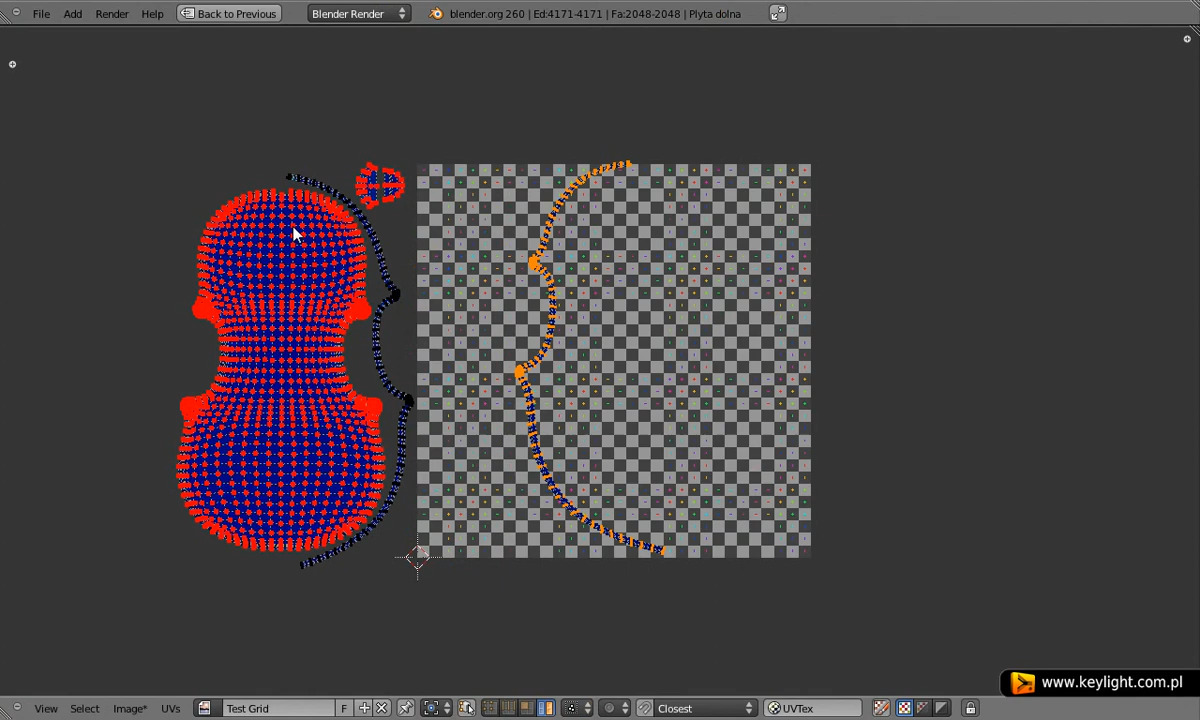 File Add Render Help Back to Previous Blender Render blender.org 260 | Ed:4171-4171 | Fa:2048-2048 | Plyta dolna
www.keylight.com.pl
View Select Image* UVs Test Grid F Closest UVTex